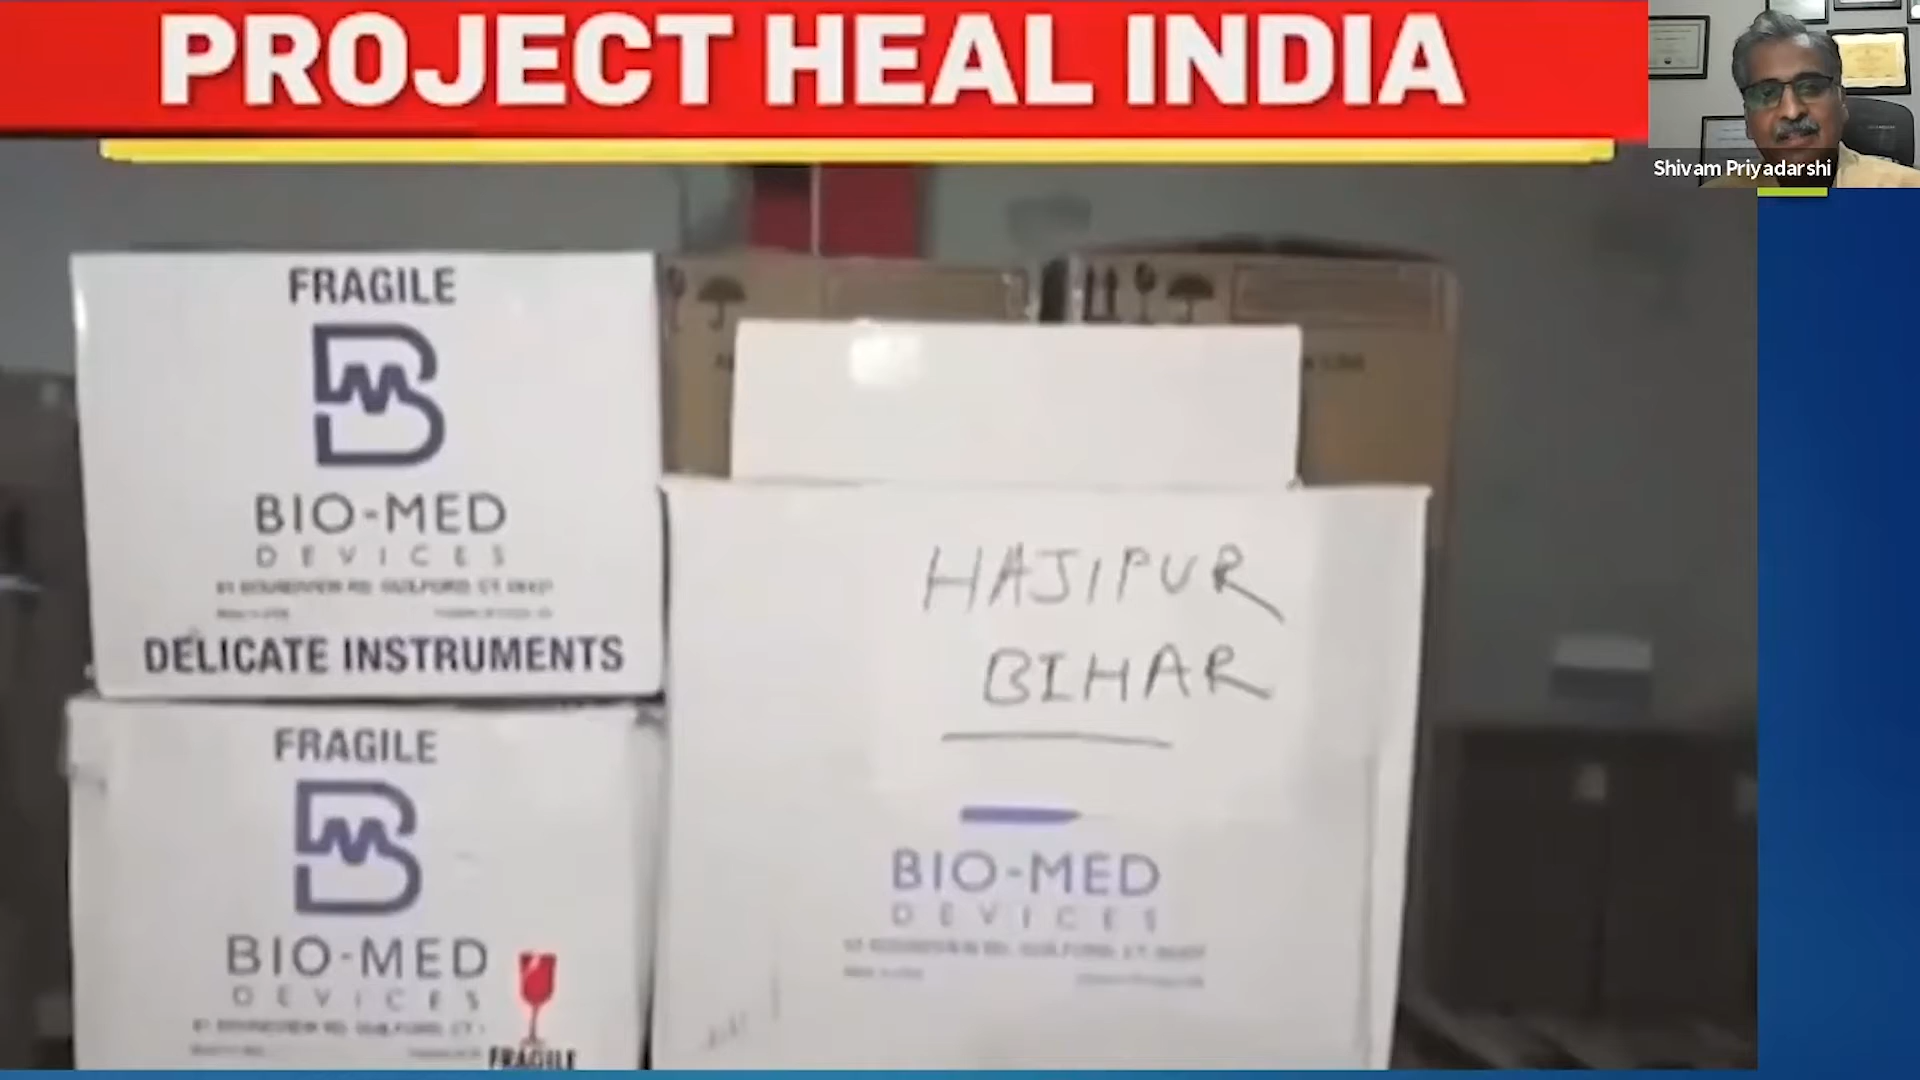 PROJECT HEAL INDIA
Shivam Priyadarshi
FRAGILE
BIO-MED
DEVICES
DELICATE INSTRUMENTS
FRAGILE
BIO-MED
DEVICES
FRAGILE
HAJIPUR
BIHAR
BIO-MED
DEVICES